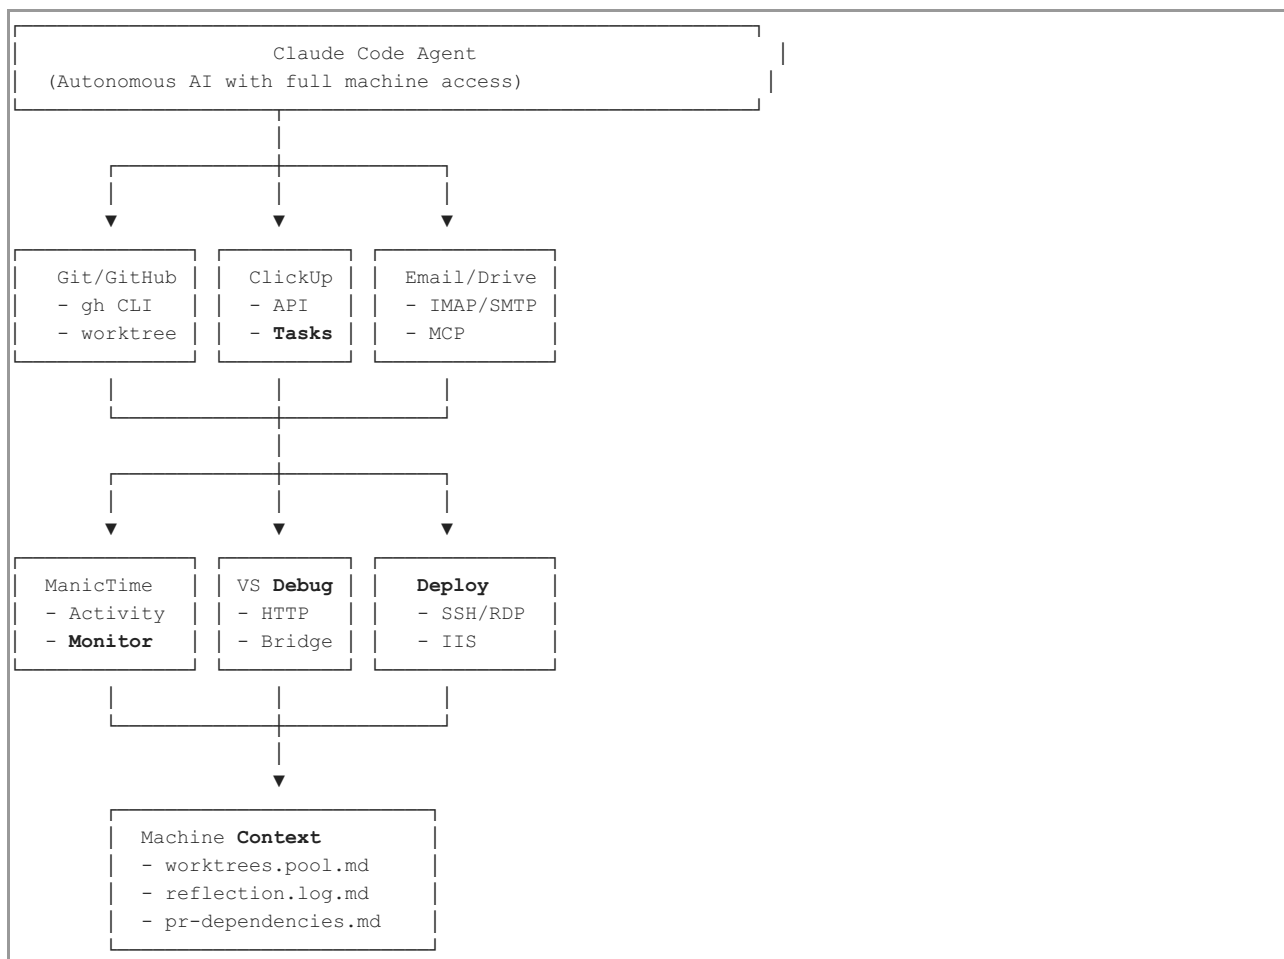 Claude Code Agent
(Autonomous AI with full machine access)
Git/GitHub ClickUp Email/Drive
- gh CLI - API - IMAP/SMTP
- worktree - Tasks - MCP
ManicTime VS Debug Deploy
- Activity - HTTP - SSH/RDP
- Monitor - Bridge - IIS
Machine Context
- worktrees.pool.md
- reflection.log.md
- pr-dependencies.md